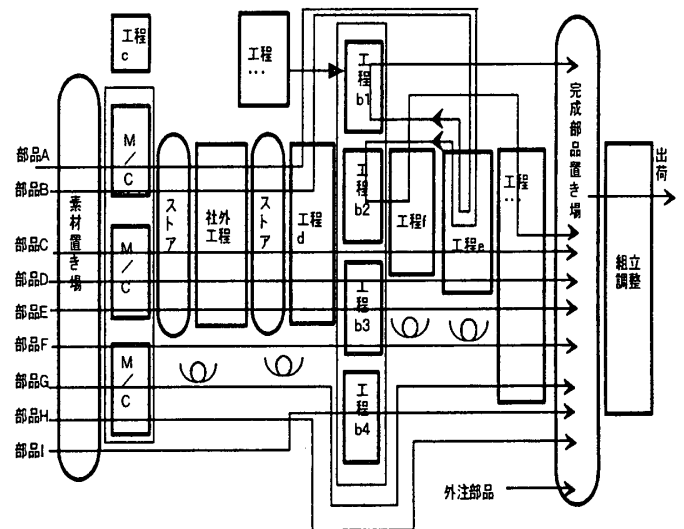 工程
c
工程
…
工程
b1
部品A
部品B
部品C
部品D
部品E
部品F
部品G
部品H
部品I
素材置き場
M/C
M/C
M/C
ストア
社外
工程
ストア
工程
d
工程
b2
工程f
工程e
工程
…
工程
b3
工程
b4
完成部品置き場
組立
調整
出荷
外注部品